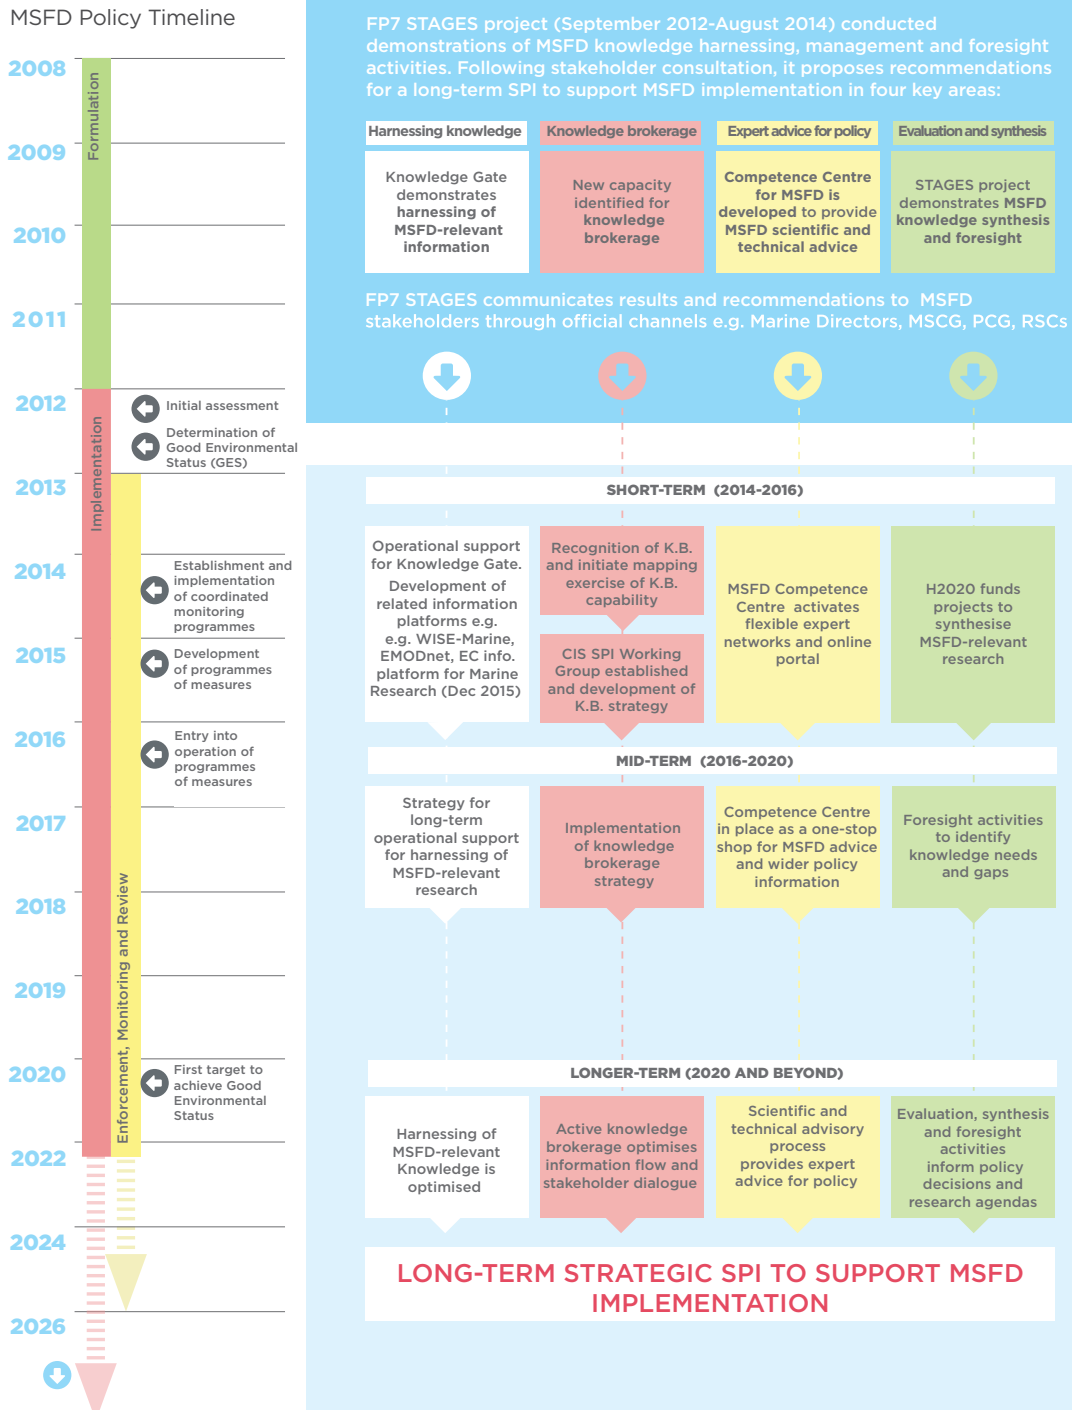 MSFD Policy Timeline
2008
2009
2010
2011
2012
2013
2014
2015
2016
2017
2018
2019
2020
2022
2024
2026
Formulation
Implementation
Enforcement, Monitoring and Review
Initial assessment
Determination of
Good Environmental
Status (GES)
Establishment and
implementation
of coordinated
monitoring
programmes
Development
of programmes
of measures
Entry into
operation of
programmes
of measures
First target to
achieve Good
Environmental
Status
FP7 STAGES project (September 2012-August 2014) conducted
demonstrations of MSFD knowledge harnessing, management and foresight
activities. Following stakeholder consultation, it proposes recommendations
for a long-term SPI to support MSFD implementation in four key areas:
Harnessing knowledge
Knowledge Gate
demonstrates
harnessing of
MSFD-relevant
information
Knowledge brokerage
New capacity
identified for
knowledge
brokerage
Expert advice for policy
Competence Centre
for MSFD is
developed to provide
MSFD scientific and
technical advice
Evaluation and synthesis
STAGES project
demonstrates MSFD
knowledge synthesis
and foresight
FP7 STAGES communicates results and recommendations to MSFD
stakeholders through official channels e.g. Marine Directors, MSCG, PCG, RSCs
SHORT-TERM (2014-2016)
Operational support
for Knowledge Gate.
Development of
related information
platforms e.g.
e.g. WISE-Marine,
EMODnet, EC info.
platform for Marine
Research (Dec 2015)
Recognition of K.B.
and initiate mapping
exercise of K.B.
capability
CIS SPI Working
Group established
and development of
K.B. strategy
MSFD Competence
Centre activates
flexible expert
networks and online
portal
H2020 funds
projects to
synthesise
MSFD-relevant
research
MID-TERM (2016-2020)
Strategy for
long-term
operational support
for harnessing of
MSFD-relevant
research
Implementation
of knowledge
brokerage
strategy
Competence Centre
in place as a one-stop
shop for MSFD advice
and wider policy
information
Foresight activities
to identify
knowledge needs
and gaps
LONGER-TERM (2020 AND BEYOND)
Harnessing of
MSFD-relevant
Knowledge is
optimised
Active knowledge
brokerage optimises
information flow and
stakeholder dialogue
Scientific and
technical advisory
process
provides expert
advice for policy
Evaluation, synthesis
and foresight
activities
inform policy
decisions and
research agendas
LONG-TERM STRATEGIC SPI TO SUPPORT MSFD
IMPLEMENTATION